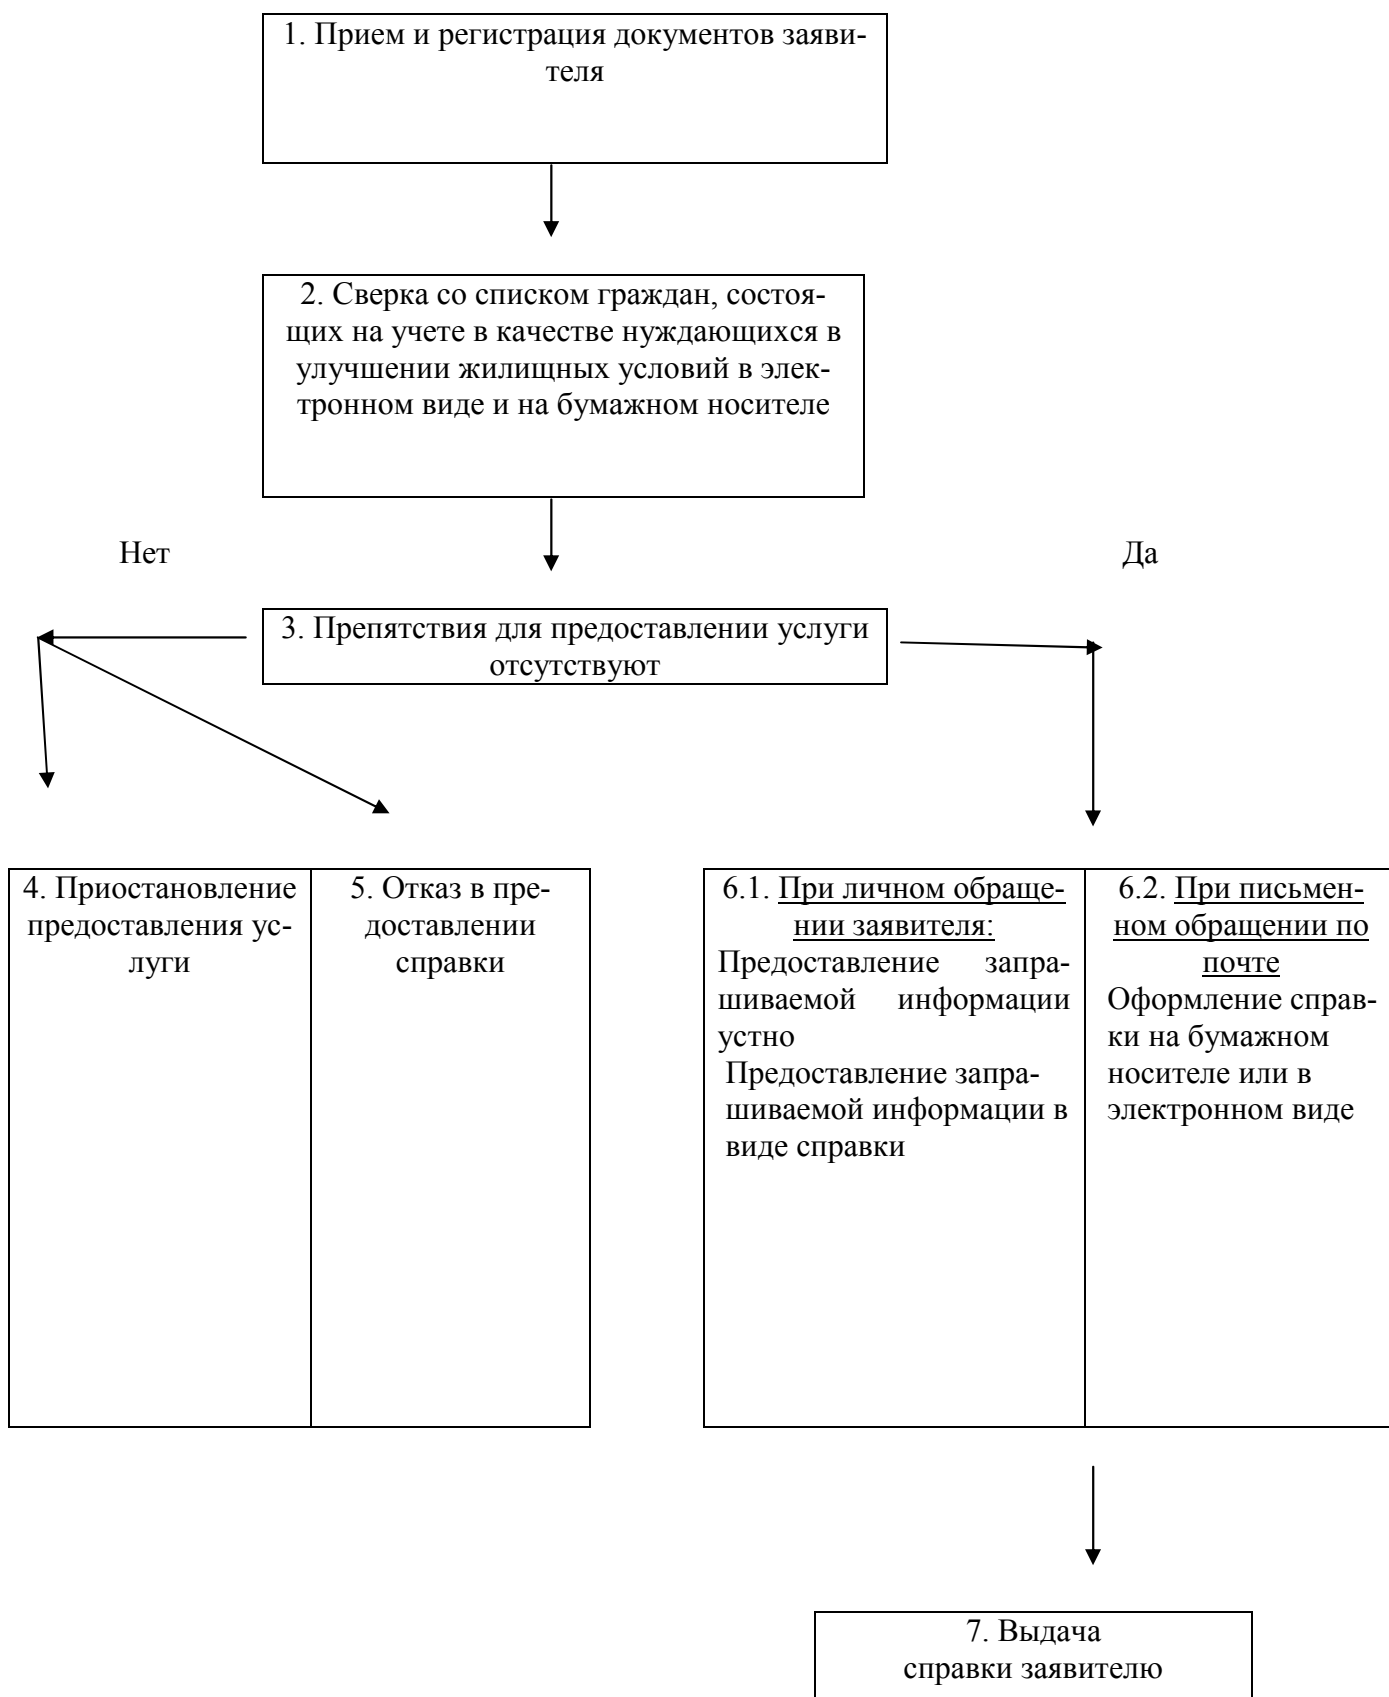 1. Прием и регистрация документов заяви-
теля
2. Сверка со списком граждан, состоя-
щих на учете в качестве нуждающихся в
улучшении жилищных условий в элек-
тронном виде и на бумажном носителе
Нет
Да
3. Препятствия для предоставлении услуги
отсутствуют
4. Приостановление
предоставления ус-
луги
5. Отказ в пре-
доставлении
справки
6.1. При личном обраще-
нии заявителя:
Предоставление запра-
шиваемой информации
устно
Предоставление запра-
шиваемой информации в
виде справки
6.2. При письмен-
ном обращении по
почте
Оформление справ-
ки на бумажном
носителе или в
электронном виде
7. Выдача
справки заявителю